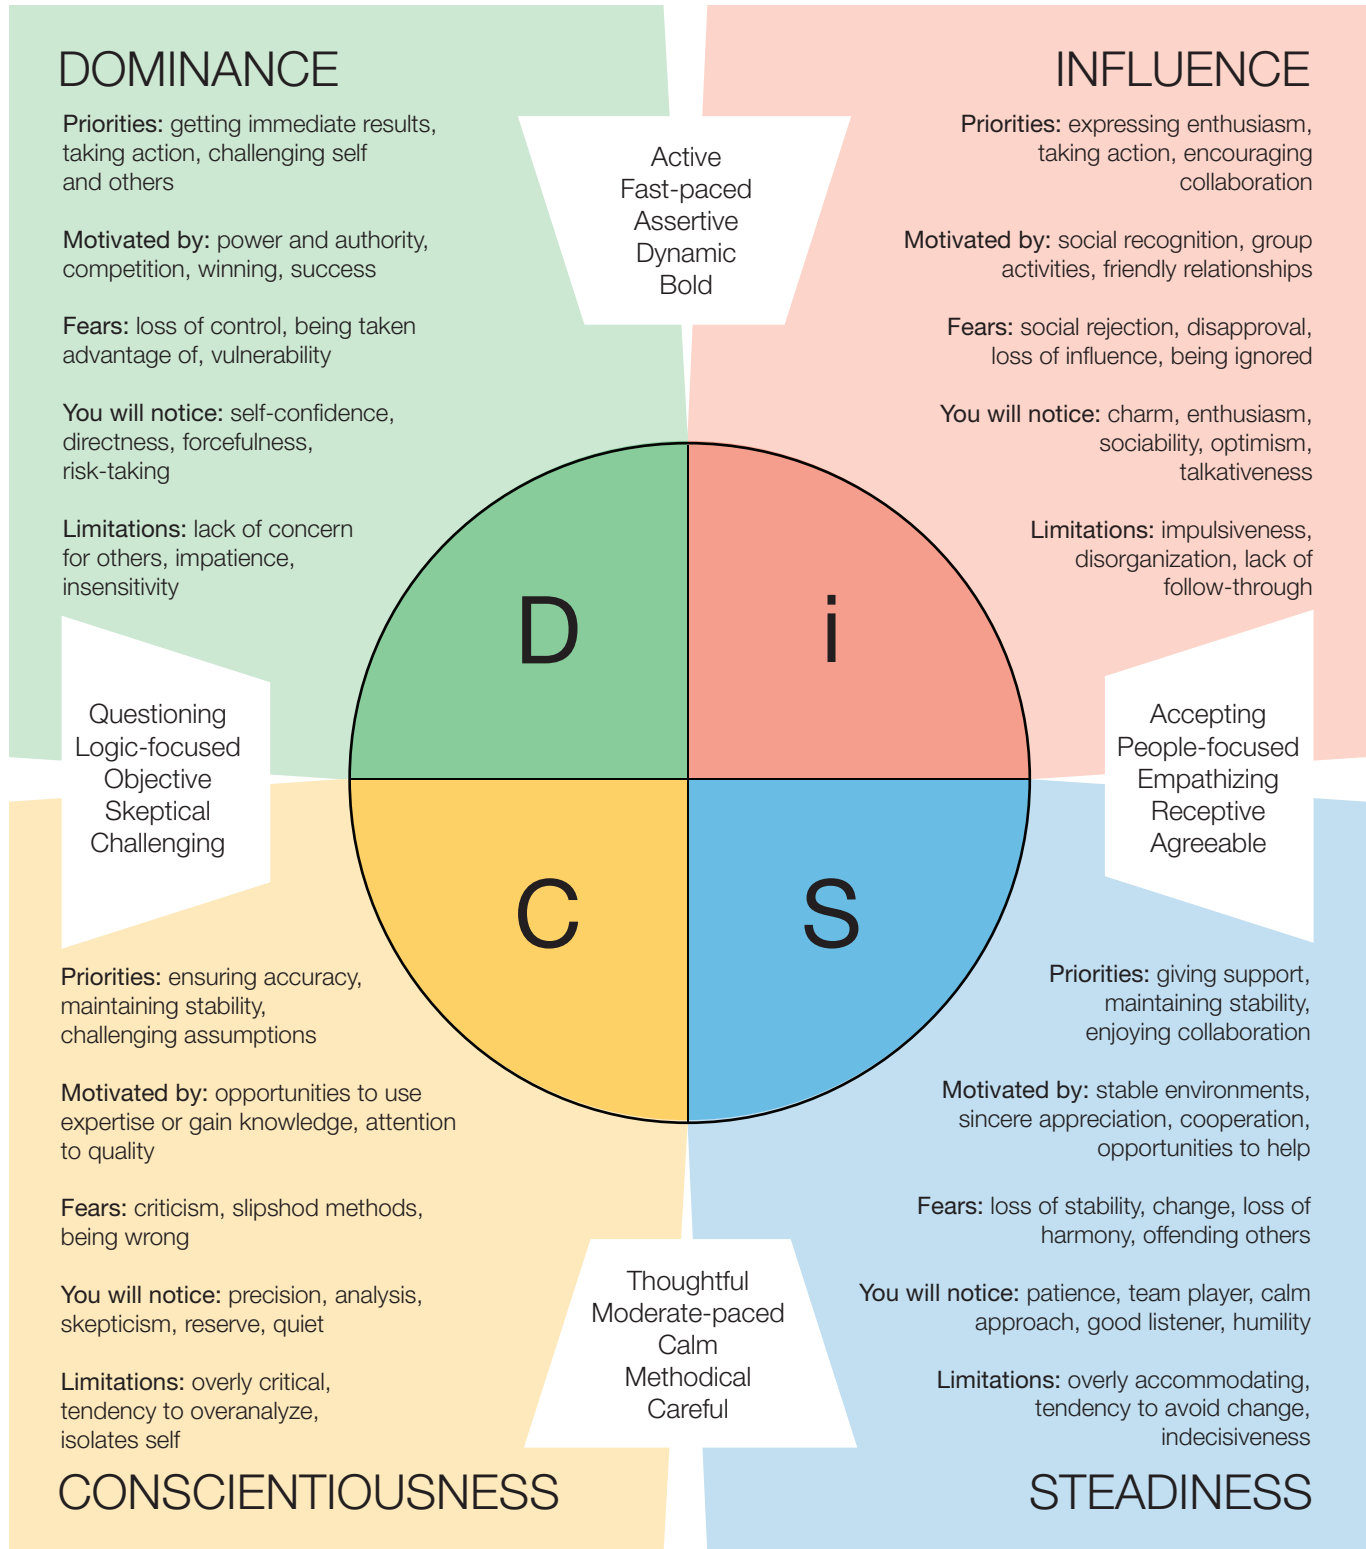 DOMINANCE
Priorities: getting immediate results,
taking action, challenging self
and others
Motivated by: power and authority,
competition, winning, success
Fears: loss of control, being taken
advantage of, vulnerability
You will notice: self-confidence,
directness, forcefulness,
risk-taking
Limitations: lack of concern
for others, impatience,
insensitivity
Active
Fast-paced
Assertive
Dynamic
Bold
INFLUENCE
Priorities: expressing enthusiasm,
taking action, encouraging
collaboration
Motivated by: social recognition, group
activities, friendly relationships
Fears: social rejection, disapproval,
loss of influence, being ignored
You will notice: charm, enthusiasm,
sociability, optimism,
talkativeness
Limitations: impulsiveness,
disorganization, lack of
follow-through
D
i
Questioning
Logic-focused
Objective
Skeptical
Challenging
Accepting
People-focused
Empathizing
Receptive
Agreeable
C
S
Priorities: ensuring accuracy,
maintaining stability,
challenging assumptions
Motivated by: opportunities to use
expertise or gain knowledge, attention
to quality
Fears: criticism, slipshod methods,
being wrong
You will notice: precision, analysis,
skepticism, reserve, quiet
Limitations: overly critical,
tendency to overanalyze,
isolates self
CONSCIENTIOUSNESS
Thoughtful
Moderate-paced
Calm
Methodical
Careful
Priorities: giving support,
maintaining stability,
enjoying collaboration
Motivated by: stable environments,
sincere appreciation, cooperation,
opportunities to help
Fears: loss of stability, change, loss of
harmony, offending others
You will notice: patience, team player, calm
approach, good listener, humility
Limitations: overly accommodating,
tendency to avoid change,
indecisiveness
STEADINESS